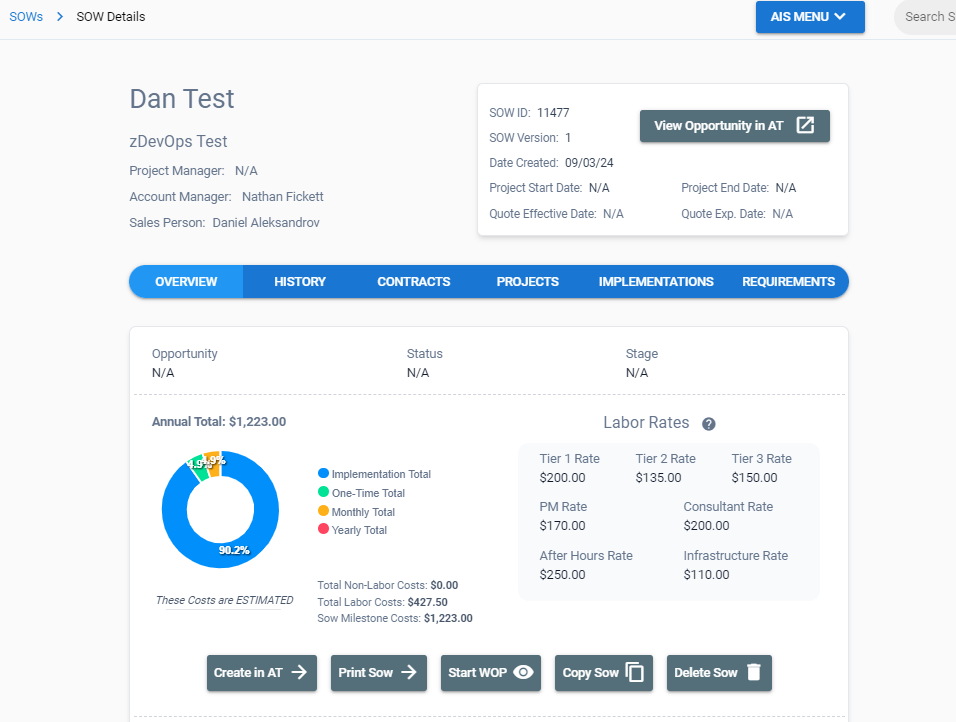 SOWs > SOW Details
AIS MENU
Search S
Dan Test
zDevOps Test
Project Manager: N/A
Account Manager: Nathan Fickett
Sales Person: Daniel Aleksandrov
SOW ID: 11477
View Opportunity in AT
SOW Version: 1
Date Created: 09/03/24
Project Start Date: N/A Project End Date: N/A
Quote Effective Date: N/A Quote Exp. Date: N/A
OVERVIEW HISTORY CONTRACTS PROJECTS IMPLEMENTATIONS REQUIREMENTS
Opportunity Status Stage
N/A N/A N/A
Annual Total: $1,223.00
4.9% 4.9%
90.2%
Implementation Total
One-Time Total
Monthly Total
Yearly Total
These Costs are ESTIMATED
Total Non-Labor Costs: $0.00
Total Labor Costs: $427.50
Sow Milestone Costs: $1,223.00
Labor Rates ?
Tier 1 Rate Tier 2 Rate Tier 3 Rate
$200.00 $135.00 $150.00
PM Rate Consultant Rate
$170.00 $200.00
After Hours Rate Infrastructure Rate
$250.00 $110.00
Create in AT Print Sow Start WOP Copy Sow Delete Sow